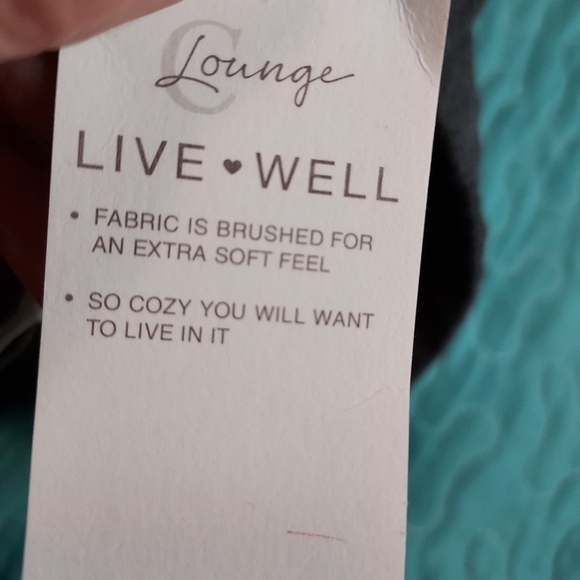 C
Lounge
LIVE ♥ WELL
• FABRIC IS BRUSHED FOR
AN EXTRA SOFT FEEL
• SO COZY YOU WILL WANT
TO LIVE IN IT